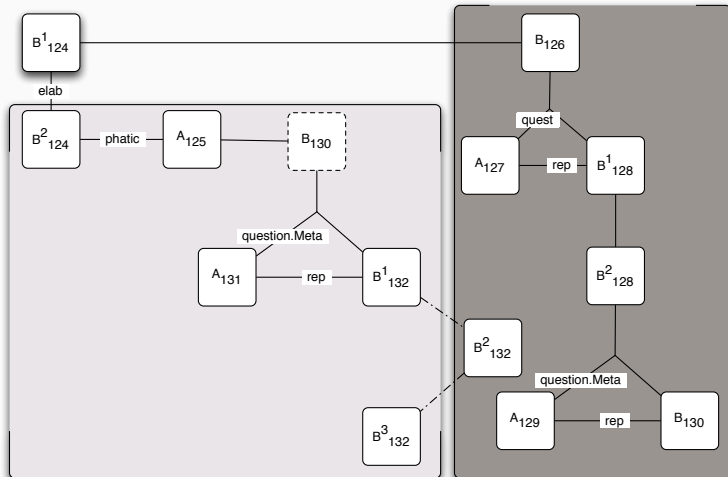 B¹₁₂₄
B₁₂₆
elab
quest
B²₁₂₄
phatic
A₁₂₅
B₁₃₀
A₁₂₇
rep
B¹₁₂₈
question.Meta
A₁₃₁
rep
B¹₁₃₂
B²₁₂₈
B²₁₃₂
question.Meta
B³₁₃₂
A₁₂₉
rep
B₁₃₀